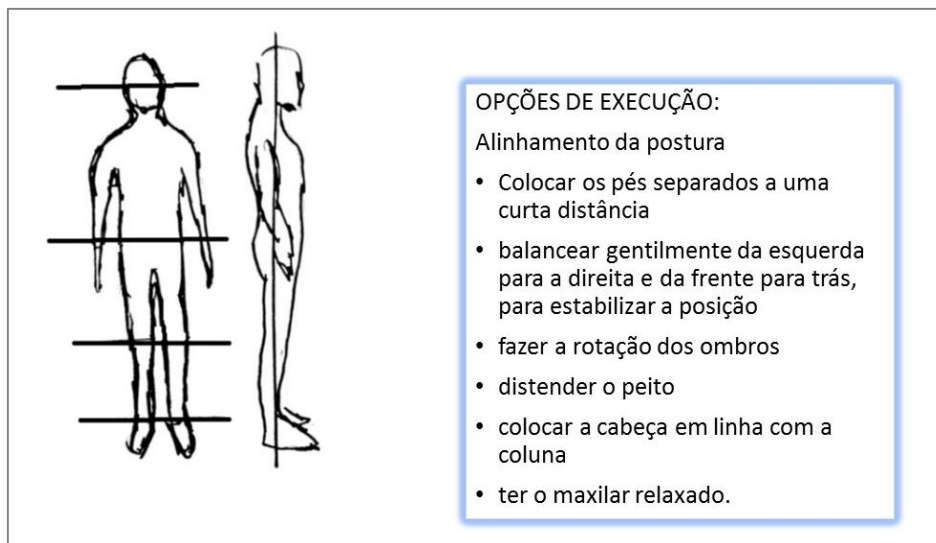 OPÇÕES DE EXECUÇÃO:
Alinhamento da postura
• Colocar os pés separados a uma
curta distância
• balancear gentilmente da esquerda
para a direita e da frente para trás,
para estabilizar a posição
• fazer a rotação dos ombros
• distender o peito
• colocar a cabeça em linha com a
coluna
• ter o maxilar relaxado.